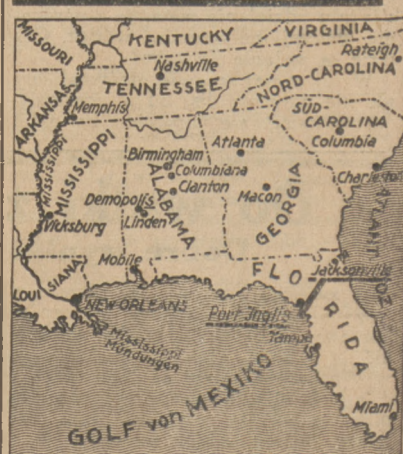 MISSOURI
KENTUCKY
VIRGINIA
Raleigh
Nashville
TENNESSEE
NORD-CAROLINA
ARKANSAS
Memphis
SÜD-
CAROLINA
Columbia
MISSISSIPPI
MISSISSIPPI
Atlanta
Birmingham
Columbiana
Clanton
ALABAMA
GEORGIA
Charleston
Macon
Demopolis
Linden
Vicksburg
ATLANT.
OZ.
Mobile
LOUISIANA
FLORIDA
Jacksonville
NEW ORLEANS
Port Inglis
Tampa
Mississippi
Mündungen
Miami
GOLF von MEXIKO